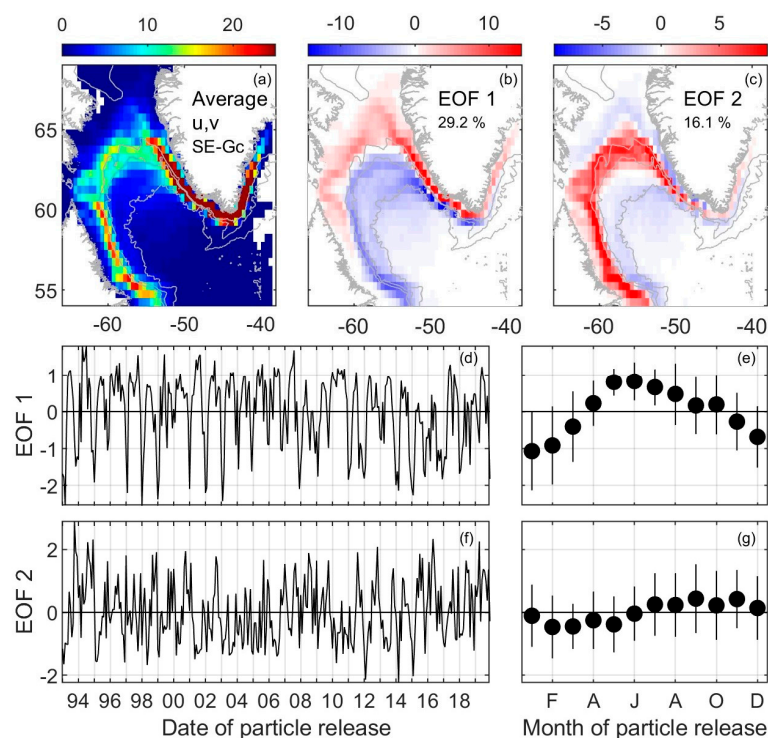 0 10 20
-10 0 10
-5 0 5
(a)
Average
u,v
SE-Gc
65
60
55
-60 -50 -40
(b)
EOF 1
29.2 %
-60 -50 -40
(c)
EOF 2
16.1 %
-60 -50 -40
(d)
EOF 1
1
0
-1
-2
(e)
(f)
EOF 2
2
0
-2
94 96 98 00 02 03 04 06 08 10 12 14 16 18
Date of particle release
(g)
F A J A O D
Month of particle release